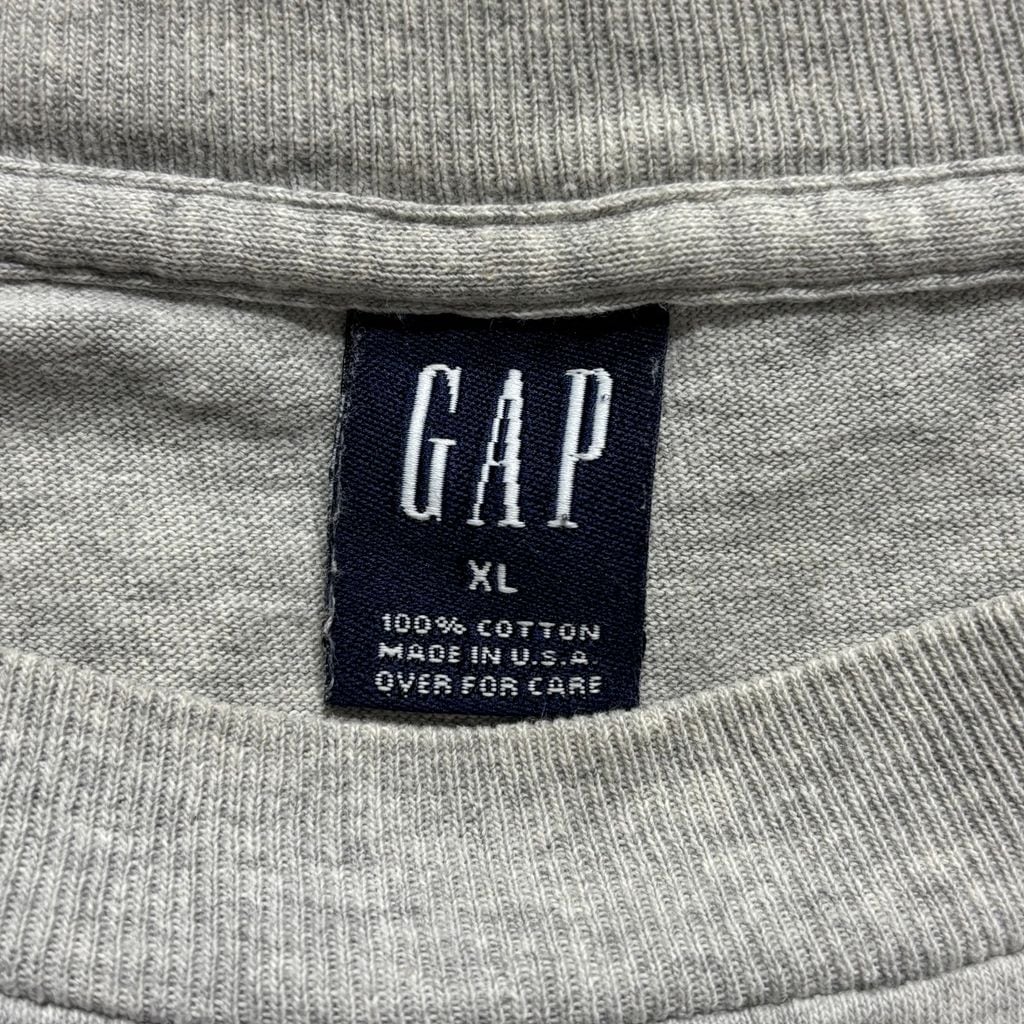 GAP
XL
100% COTTON
MADE IN U.S.A.
OVER FOR CARE